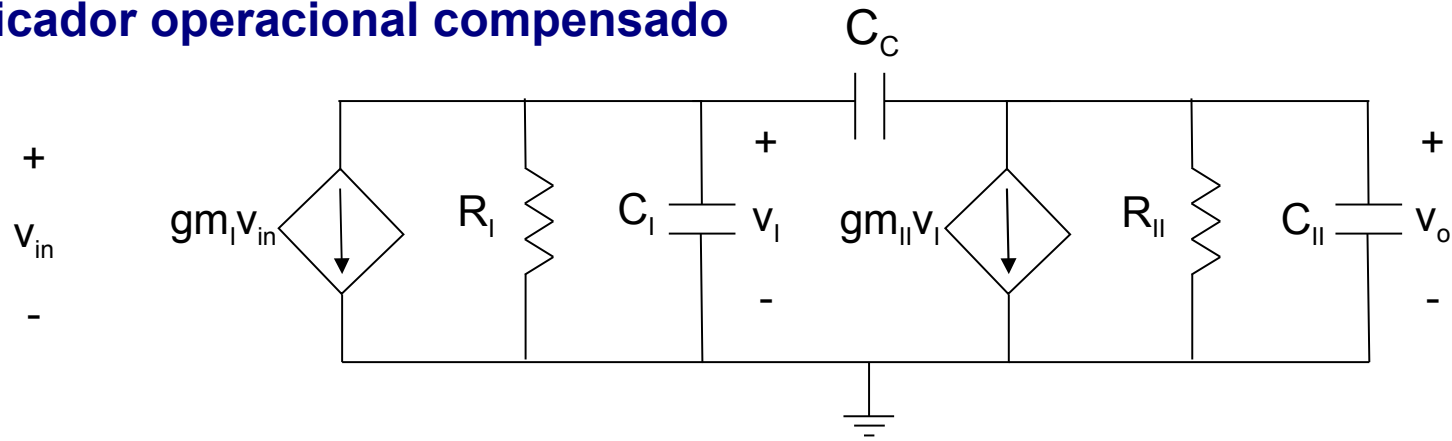 icador operacional compensado
C_C
+
v_in
-
gm_I v_in
R_I
C_I
+
v_I
-
gm_II v_I
R_II
C_II
+
v_o
-